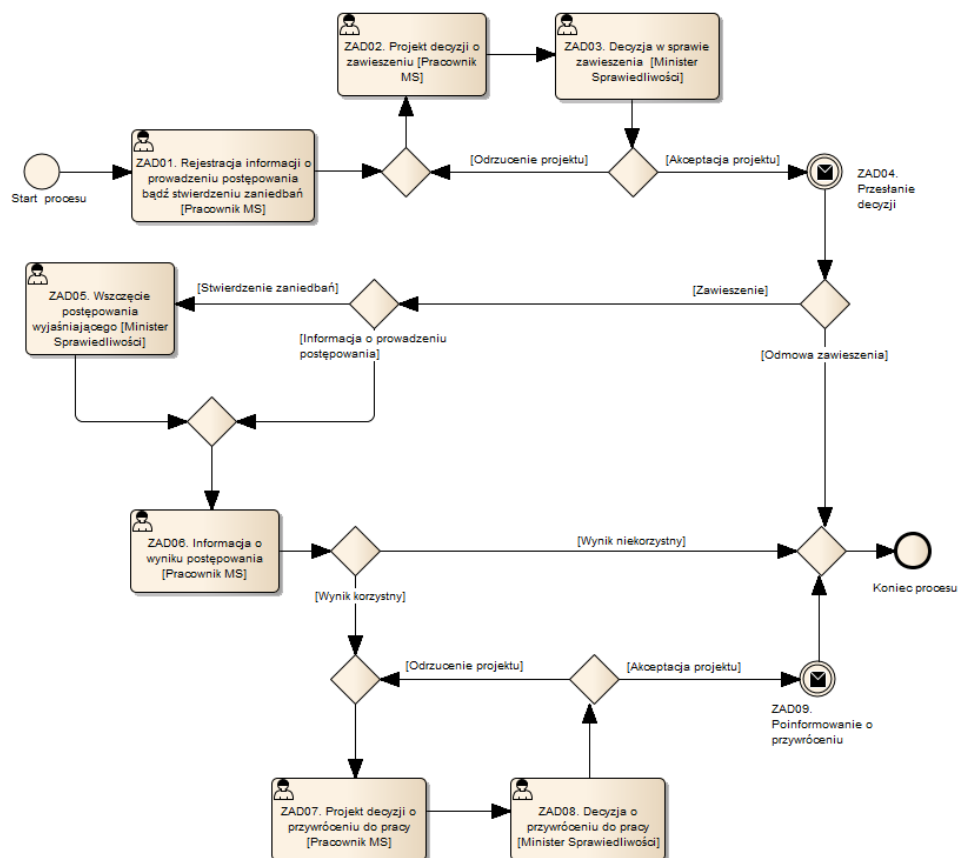 ZAD02. Projekt decyzji o
zawieszeniu [Pracownik
MS]
ZAD03. Decyzja w sprawie
zawieszenia [Minister
Sprawiedliwości]
ZAD01. Rejestracja informacji o
prowadzeniu postępowania
bądź stwierdzeniu zaniedbań
[Pracownik MS]
Start procesu
[Odrzucenie projektu]
[Akceptacja projektu]
ZAD04.
Przesłanie
decyzji
ZAD05. Wszczęcie
postępowania
wyjaśniającego [Minister
Sprawiedliwości]
[Stwierdzenie zaniedbań]
[Zawieszenie]
[Informacja o prowadzeniu
postępowania]
[Odmowa zawieszenia]
ZAD06. Informacja o
wyniku postępowania
[Pracownik MS]
[Wynik niekorzystny]
Koniec procesu
[Wynik korzystny]
[Odrzucenie projektu]
[Akceptacja projektu]
ZAD09.
Poinformowanie o
przywróceniu
ZAD07. Projekt decyzji o
przywróceniu do pracy
[Pracownik MS]
ZAD08. Decyzja o
przywróceniu do pracy
[Minister Sprawiedliwości]